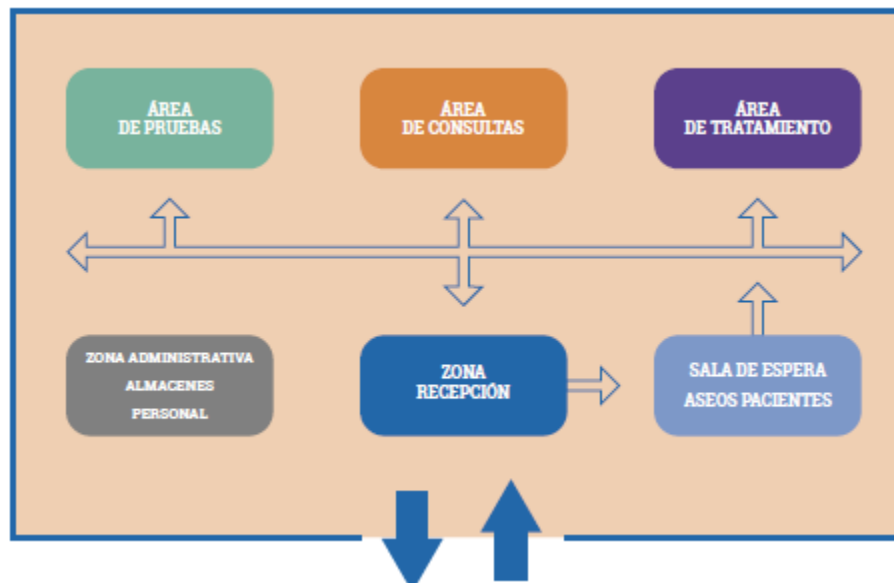 ÁREA
DE PRUEBAS
ÁREA
DE CONSULTAS
ÁREA
DE TRATAMIENTO
ZONA ADMINISTRATIVA
ALMACENES
PERSONAL
ZONA
RECEPCIÓN
SALA DE ESPERA
ASEOS PACIENTES